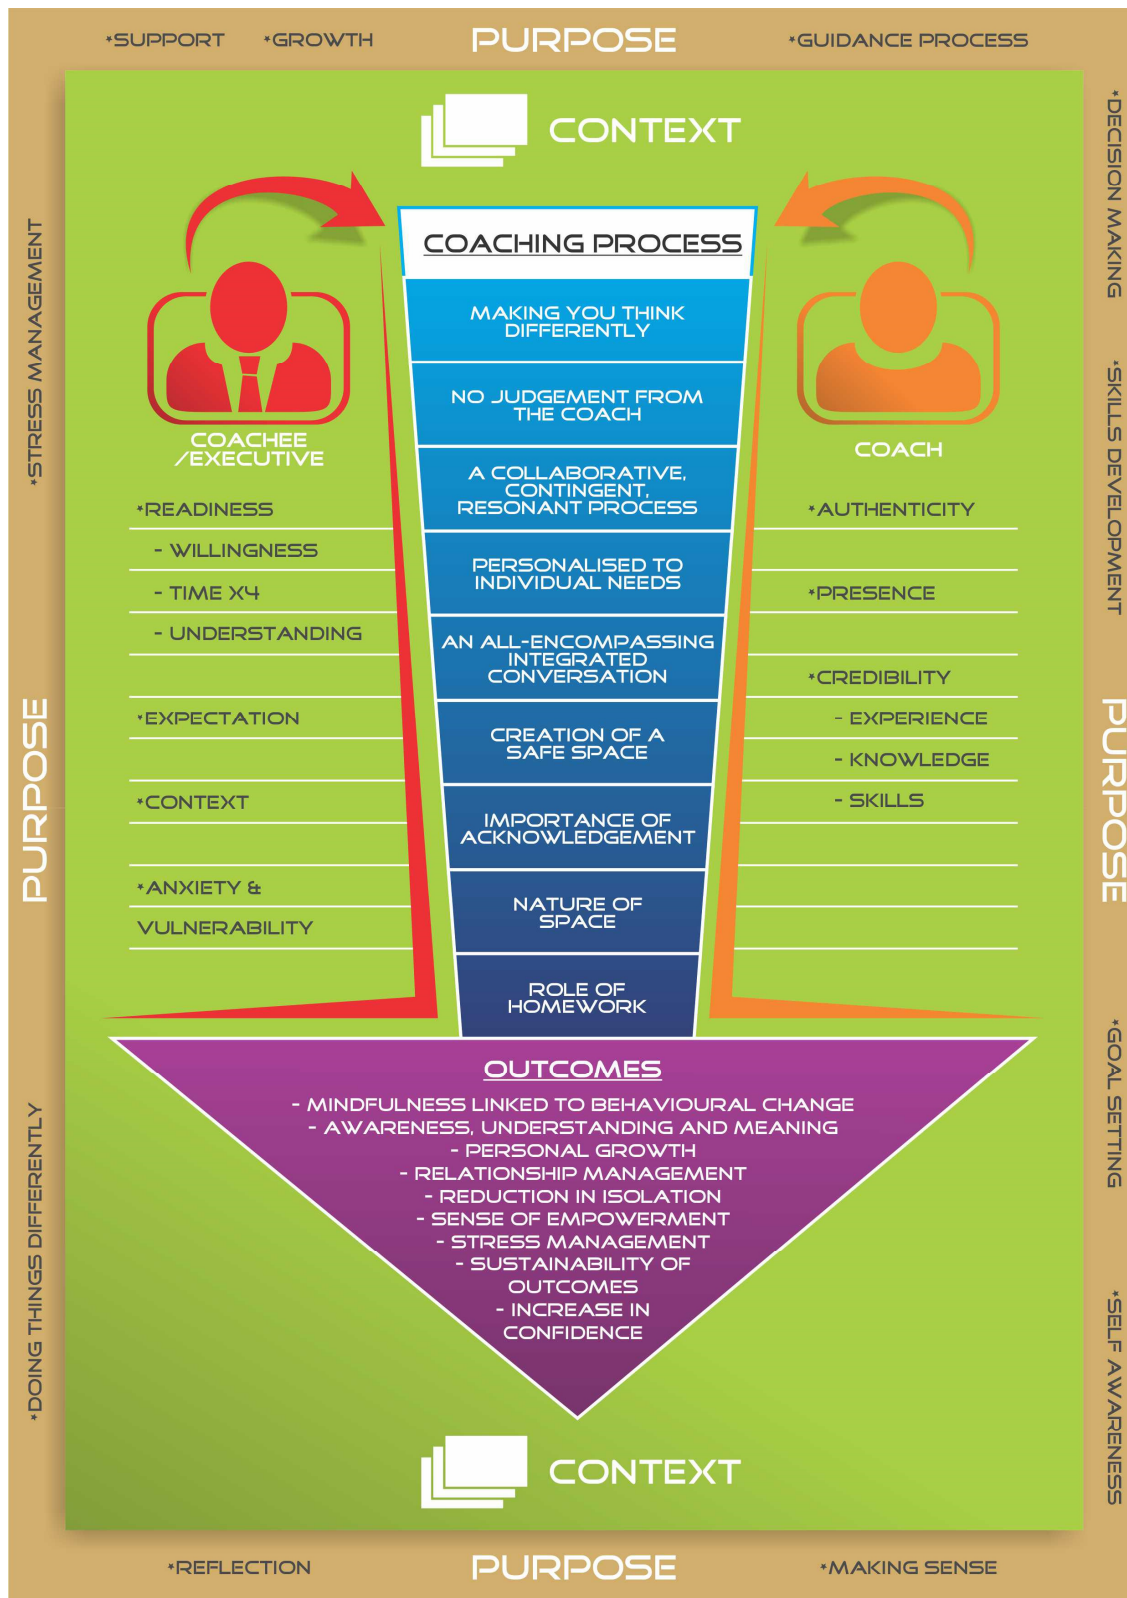 *SUPPORT *GROWTH PURPOSE *GUIDANCE PROCESS
*STRESS MANAGEMENT
PURPOSE
*DOING THINGS DIFFERENTLY
CONTEXT
COACHING PROCESS
MAKING YOU THINK
DIFFERENTLY
NO JUDGEMENT FROM
THE COACH
A COLLABORATIVE,
CONTINGENT,
RESONANT PROCESS
PERSONALISED TO
INDIVIDUAL NEEDS
AN ALL-ENCOMPASSING
INTEGRATED
CONVERSATION
CREATION OF A
SAFE SPACE
IMPORTANCE OF
ACKNOWLEDGEMENT
NATURE OF
SPACE
ROLE OF
HOMEWORK
COACHEE
/EXECUTIVE
*READINESS
- WILLINGNESS
- TIME X4
- UNDERSTANDING
*EXPECTATION
*CONTEXT
*ANXIETY &
VULNERABILITY
COACH
*AUTHENTICITY
*PRESENCE
*CREDIBILITY
- EXPERIENCE
- KNOWLEDGE
- SKILLS
OUTCOMES
- MINDFULNESS LINKED TO BEHAVIOURAL CHANGE
- AWARENESS, UNDERSTANDING AND MEANING
- PERSONAL GROWTH
- RELATIONSHIP MANAGEMENT
- REDUCTION IN ISOLATION
- SENSE OF EMPOWERMENT
- STRESS MANAGEMENT
- SUSTAINABILITY OF
OUTCOMES
- INCREASE IN
CONFIDENCE
CONTEXT
*DECISION MAKING
*SKILLS DEVELOPMENT
PURPOSE
*GOAL SETTING
*SELF AWARENESS
*REFLECTION PURPOSE *MAKING SENSE